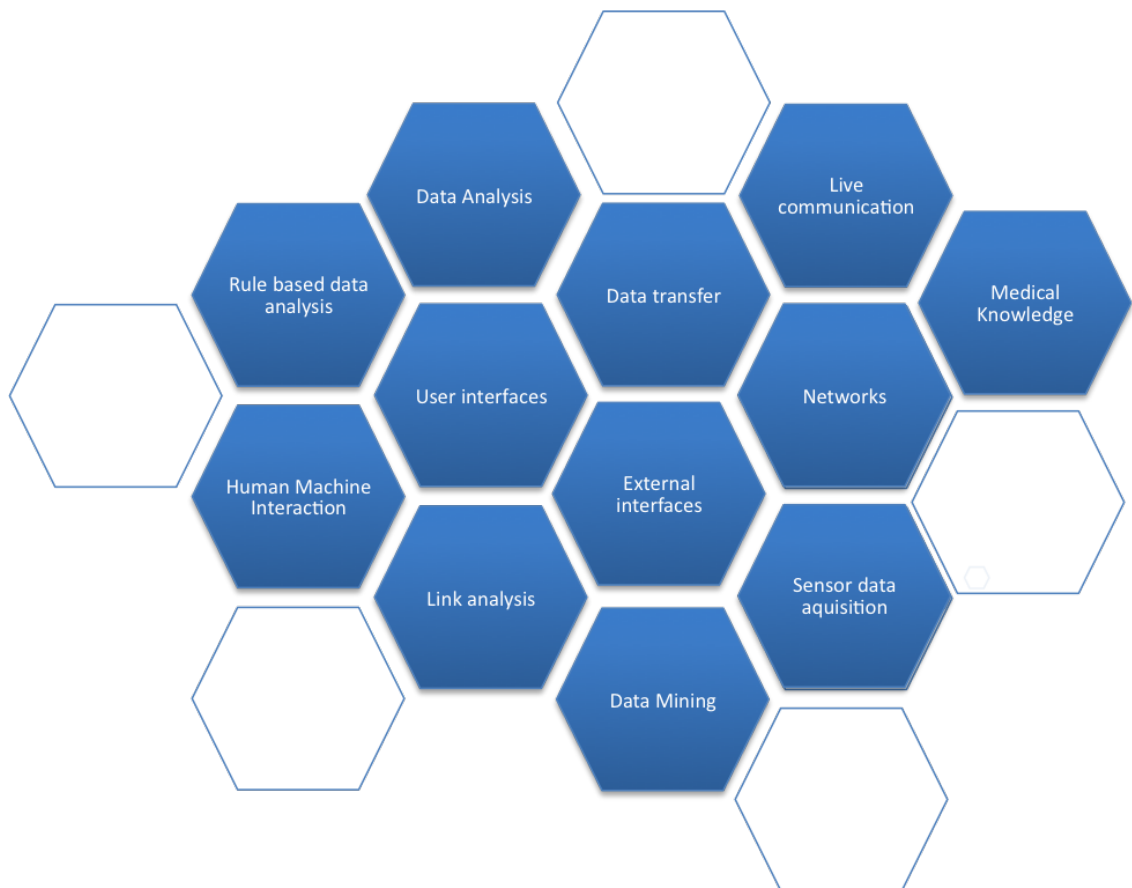 Data Analysis
Live
communication
Rule based data
analysis
Data transfer
Medical
Knowledge
User interfaces
Networks
Human Machine
Interaction
External
interfaces
Link analysis
Sensor data
aquisition
Data Mining